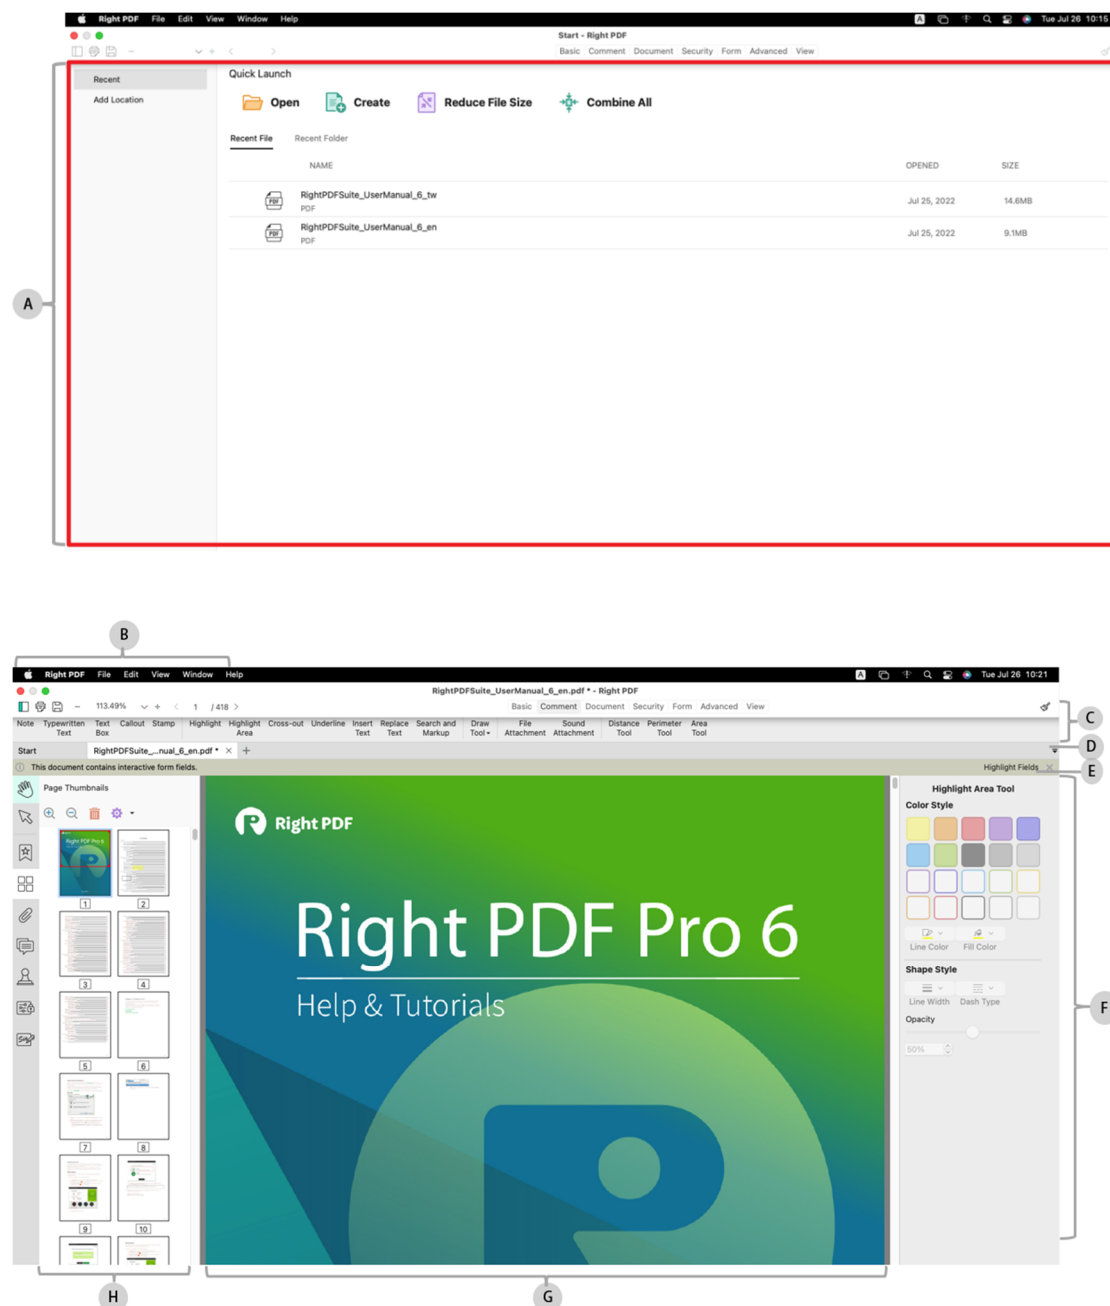 Right PDF File Edit View Window Help A Tue Jul 26 10:15
Start - Right PDF
Basic Comment Document Security Form Advanced View
Recent
Add Location
Quick Launch
Open Create Reduce File Size Combine All
Recent File Recent Folder
NAME OPENED SIZE
RightPDFSuite_UserManual_6_tw
PDF
Jul 25, 2022 14.6MB
RightPDFSuite_UserManual_6_en
PDF
Jul 25, 2022 9.1MB
A
B
Right PDF File Edit View Window Help A Tue Jul 26 10:21
RightPDFSuite_UserManual_6_en.pdf * - Right PDF
113.49% 1 / 418 Basic Comment Document Security Form Advanced View
Note Typewritten Text Text Box Callout Stamp Highlight Highlight Area Cross-out Underline Insert Text Replace Text Search and Markup Draw Tool File Attachment Sound Attachment Distance Tool Perimeter Tool Area Tool
C
Start RightPDFSuite_...nual_6_en.pdf * × +
D
This document contains interactive form fields. Highlight Fields ×
E
Page Thumbnails
Right PDF Pro 6
1 2
3 4
5 6
7 8
9 10
Right PDF
Right PDF Pro 6
Help & Tutorials
Highlight Area Tool
Color Style
Line Color Fill Color
Shape Style
Line Width Dash Type
Opacity
50%
F
H
G